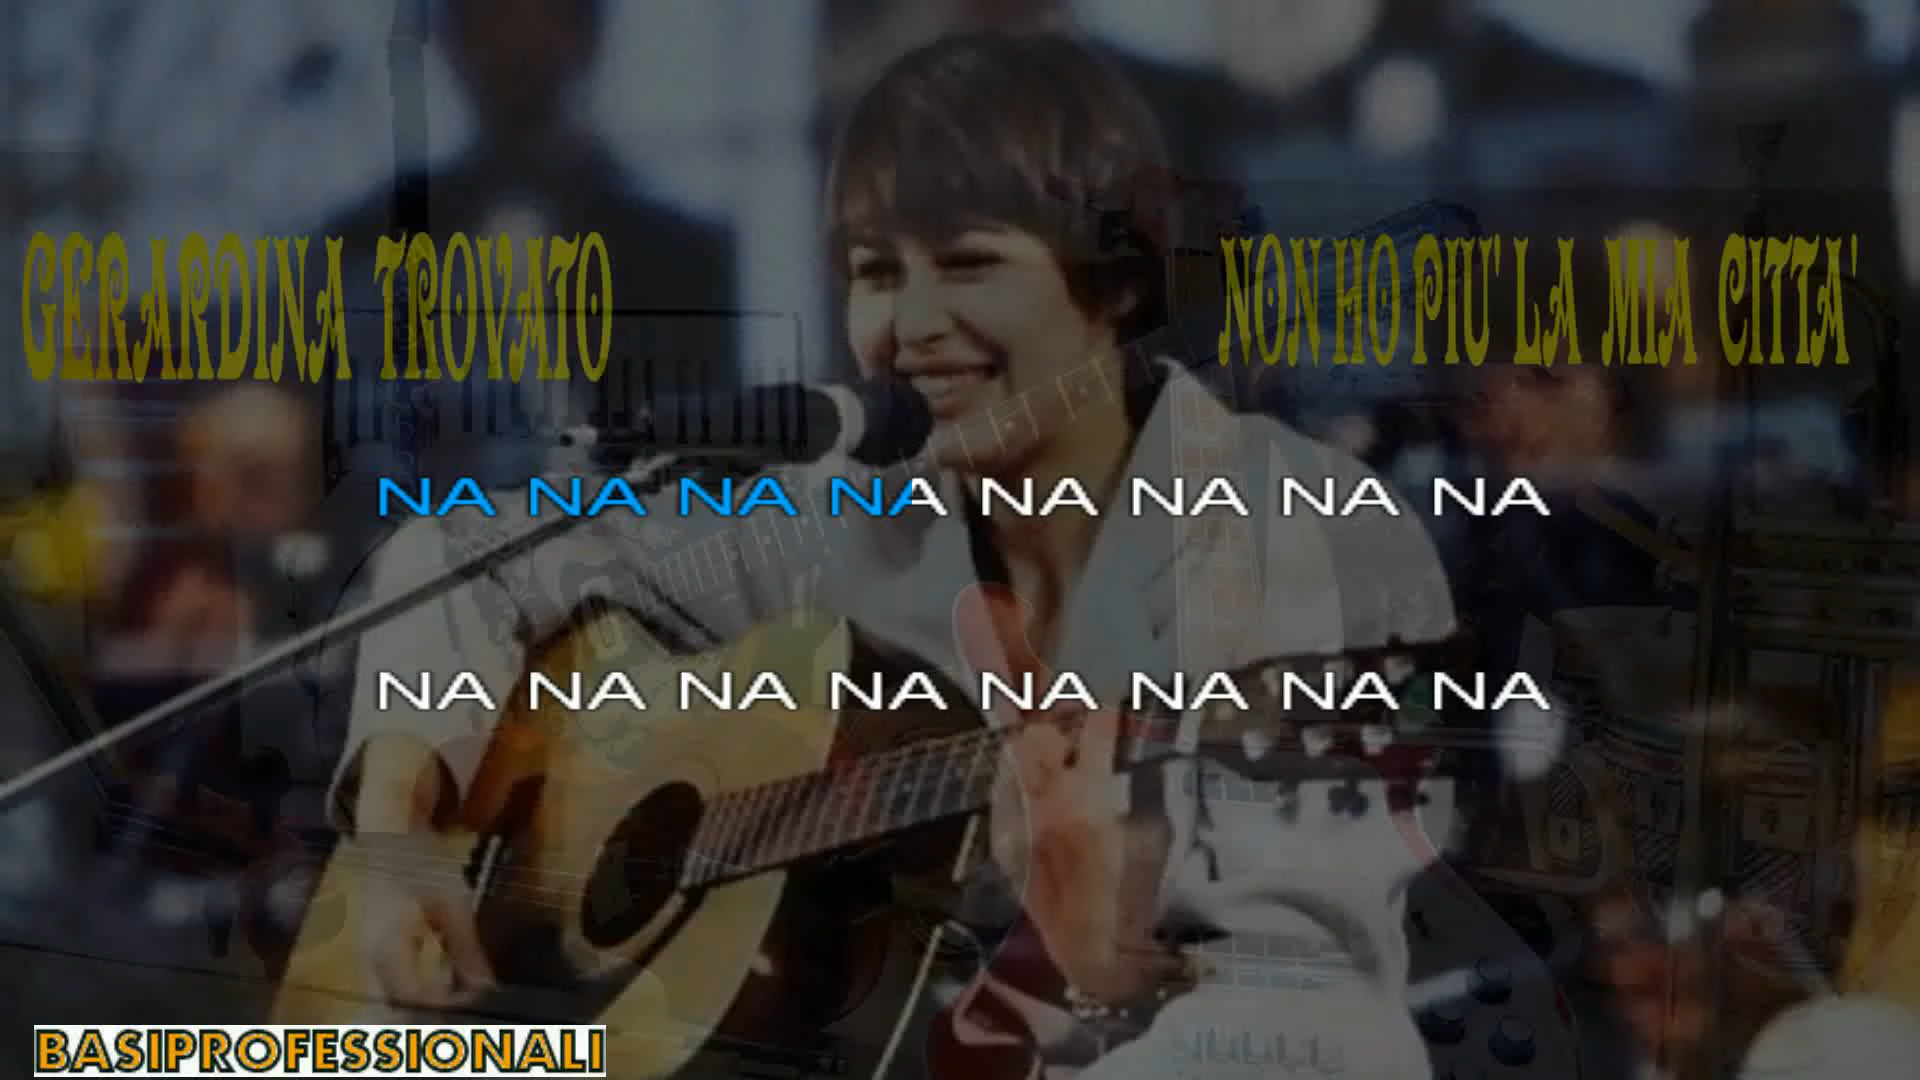 GERARDINA TROVATO
NON HO PIU' LA MIA CITTA'
NA NA NA NA NA NA NA NA
NA NA NA NA NA NA NA NA
BASIPROFESSIONALI